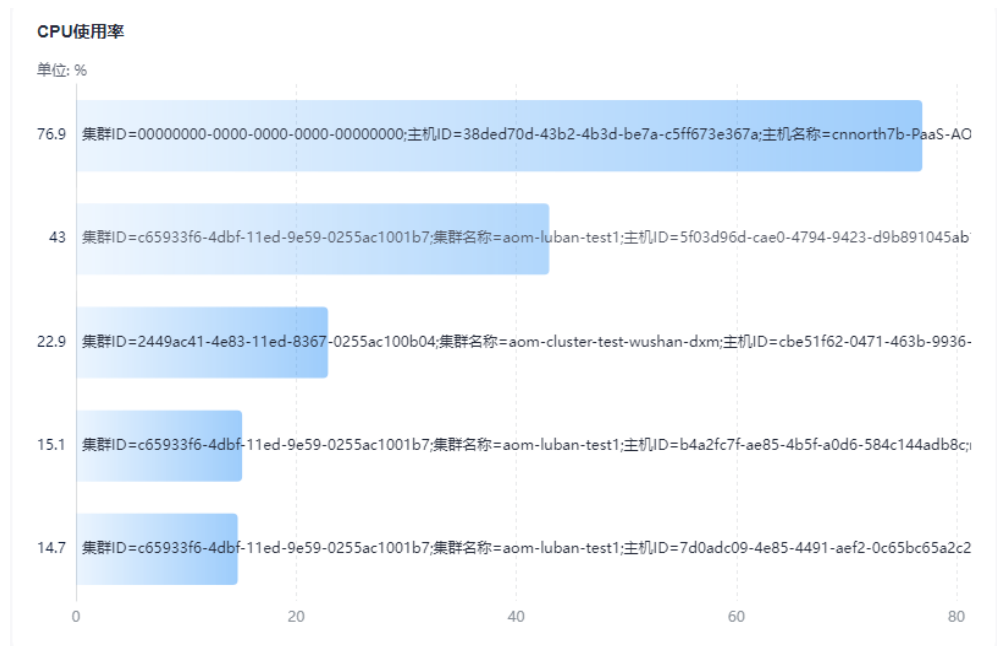 CPU使用率
单位: %
76.9 集群ID=00000000-0000-0000-0000-00000000;主机ID=38ded70d-43b2-4b3d-be7a-c5ff673e367a;主机名称=cnnorth7b-PaaS-AO
43 集群ID=c65933f6-4dbf-11ed-9e59-0255ac1001b7;集群名称=aom-luban-test1;主机ID=5f03d96d-cae0-4794-9423-d9b891045ab
22.9 集群ID=2449ac41-4e83-11ed-8367-0255ac100b04;集群名称=aom-cluster-test-wushan-dxm;主机ID=cbe51f62-0471-463b-9936-
15.1 集群ID=c65933f6-4dbf-11ed-9e59-0255ac1001b7;集群名称=aom-luban-test1;主机ID=b4a2fc7f-ae85-4b5f-a0d6-584c144adb8c;
14.7 集群ID=c65933f6-4dbf-11ed-9e59-0255ac1001b7;集群名称=aom-luban-test1;主机ID=7d0adc09-4e85-4491-aef2-0c65bc65a2c2
0 20 40 60 80